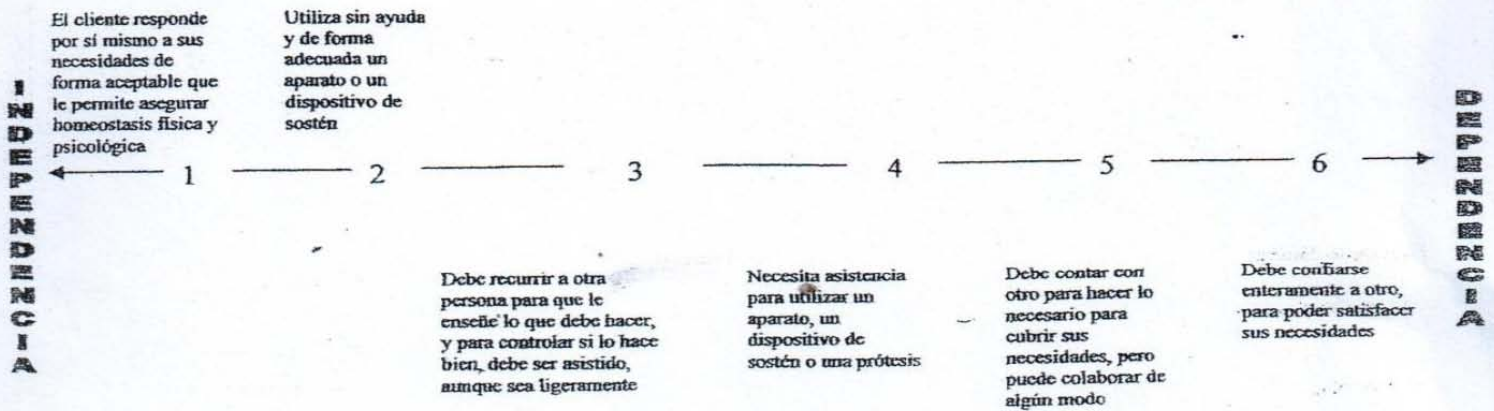 INDEPENDENCIA
El cliente responde
por sí mismo a sus
necesidades de
forma aceptable que
le permite asegurar
homeostasis física y
psicológica
Utiliza sin ayuda
y de forma
adecuada un
aparato o un
dispositivo de
sostén
1
2
3
4
5
6
Debe recurrir a otra
persona para que le
enseñe lo que debe hacer,
y para controlar si lo hace
bien, debe ser asistido,
aunque sea ligeramente
Necesita asistencia
para utilizar un
aparato, un
dispositivo de
sostén o una prótesis
Debe contar con
otro para hacer lo
necesario para
cubrir sus
necesidades, pero
puede colaborar de
algún modo
Debe confiarse
enteramente a otro,
para poder satisfacer
sus necesidades
DEPENDENCIA